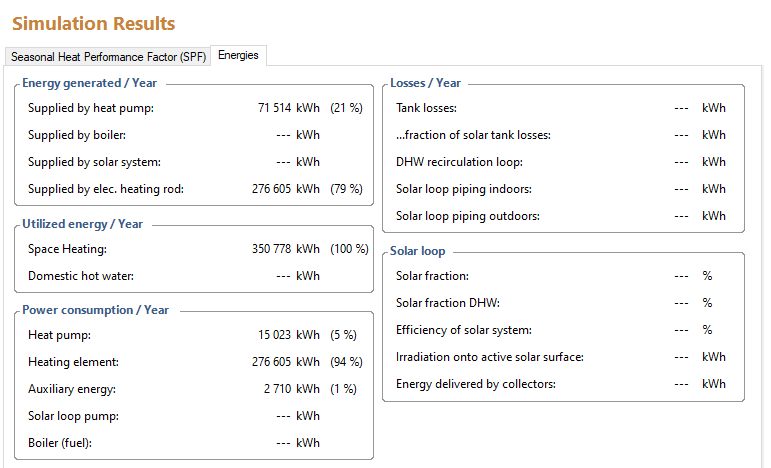 Simulation Results
Seasonal Heat Performance Factor (SPF) Energies
Energy generated / Year
Supplied by heat pump: 71 514 kWh (21 %)
Supplied by boiler: --- kWh
Supplied by solar system: --- kWh
Supplied by elec. heating rod: 276 605 kWh (79 %)
Utilized energy / Year
Space Heating: 350 778 kWh (100 %)
Domestic hot water: --- kWh
Power consumption / Year
Heat pump: 15 023 kWh (5 %)
Heating element: 276 605 kWh (94 %)
Auxiliary energy: 2 710 kWh (1 %)
Solar loop pump: --- kWh
Boiler (fuel): --- kWh
Losses / Year
Tank losses: --- kWh
...fraction of solar tank losses: --- kWh
DHW recirculation loop: --- kWh
Solar loop piping indoors: --- kWh
Solar loop piping outdoors: --- kWh
Solar loop
Solar fraction: --- %
Solar fraction DHW: --- %
Efficiency of solar system: --- %
Irradiation onto active solar surface: --- kWh
Energy delivered by collectors: --- kWh